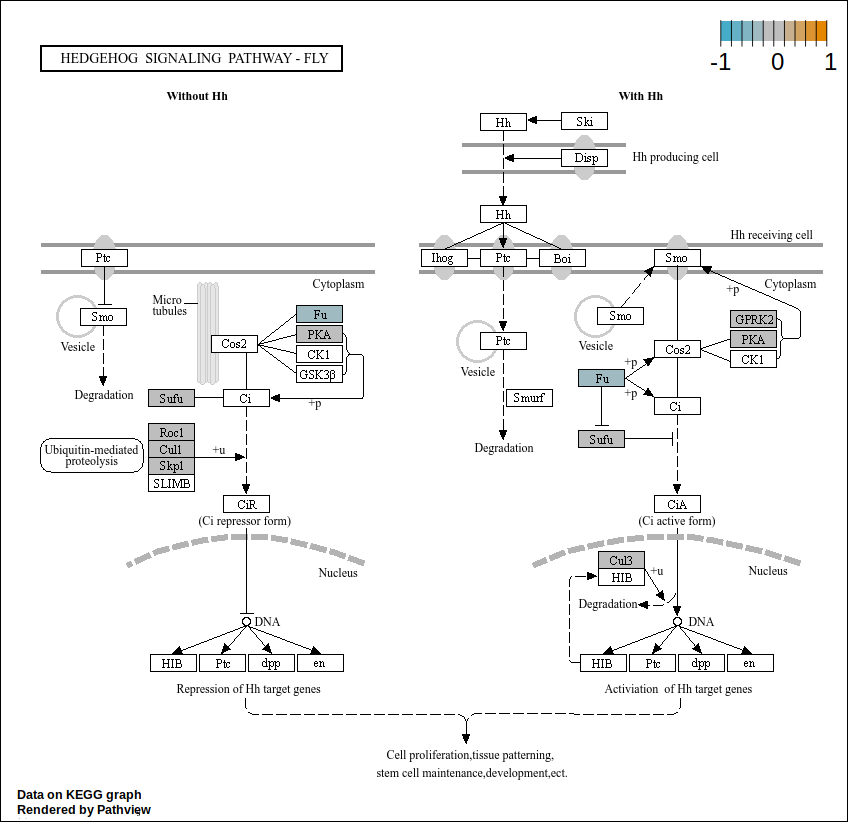 -1 0 1
HEDGEHOG SIGNALING PATHWAY - FLY
Without Hh
With Hh
Hh
Ski
Disp
Hh producing cell
Hh
Hh receiving cell
Ptc
Ihog
Ptc
Boi
Smo
Cytoplasm
Cytoplasm
+p
Micro
tubules
Smo
Vesicle
Fu
PKA
CK1
GSK3β
Cos2
Degradation
Sufu
Ci
+p
Roc1
Cul1
Skp1
SLIMB
+u
Ubiquitin-mediated
proteolysis
CiR
(Ci repressor form)
Nucleus
DNA
HIB
Ptc
dpp
en
Repression of Hh target genes
Ptc
Vesicle
Smurf
Degradation
Smo
Vesicle
GPRK2
PKA
CK1
Cos2
+p
Fu
+p
Ci
Sufu
CiA
(Ci active form)
Cul3
HIB
+u
Nucleus
Degradation
DNA
HIB
Ptc
dpp
en
Activiation of Hh target genes
Cell proliferation,tissue patterning,
stem cell maintenance,development,ect.
Data on KEGG graph
Rendered by Pathview